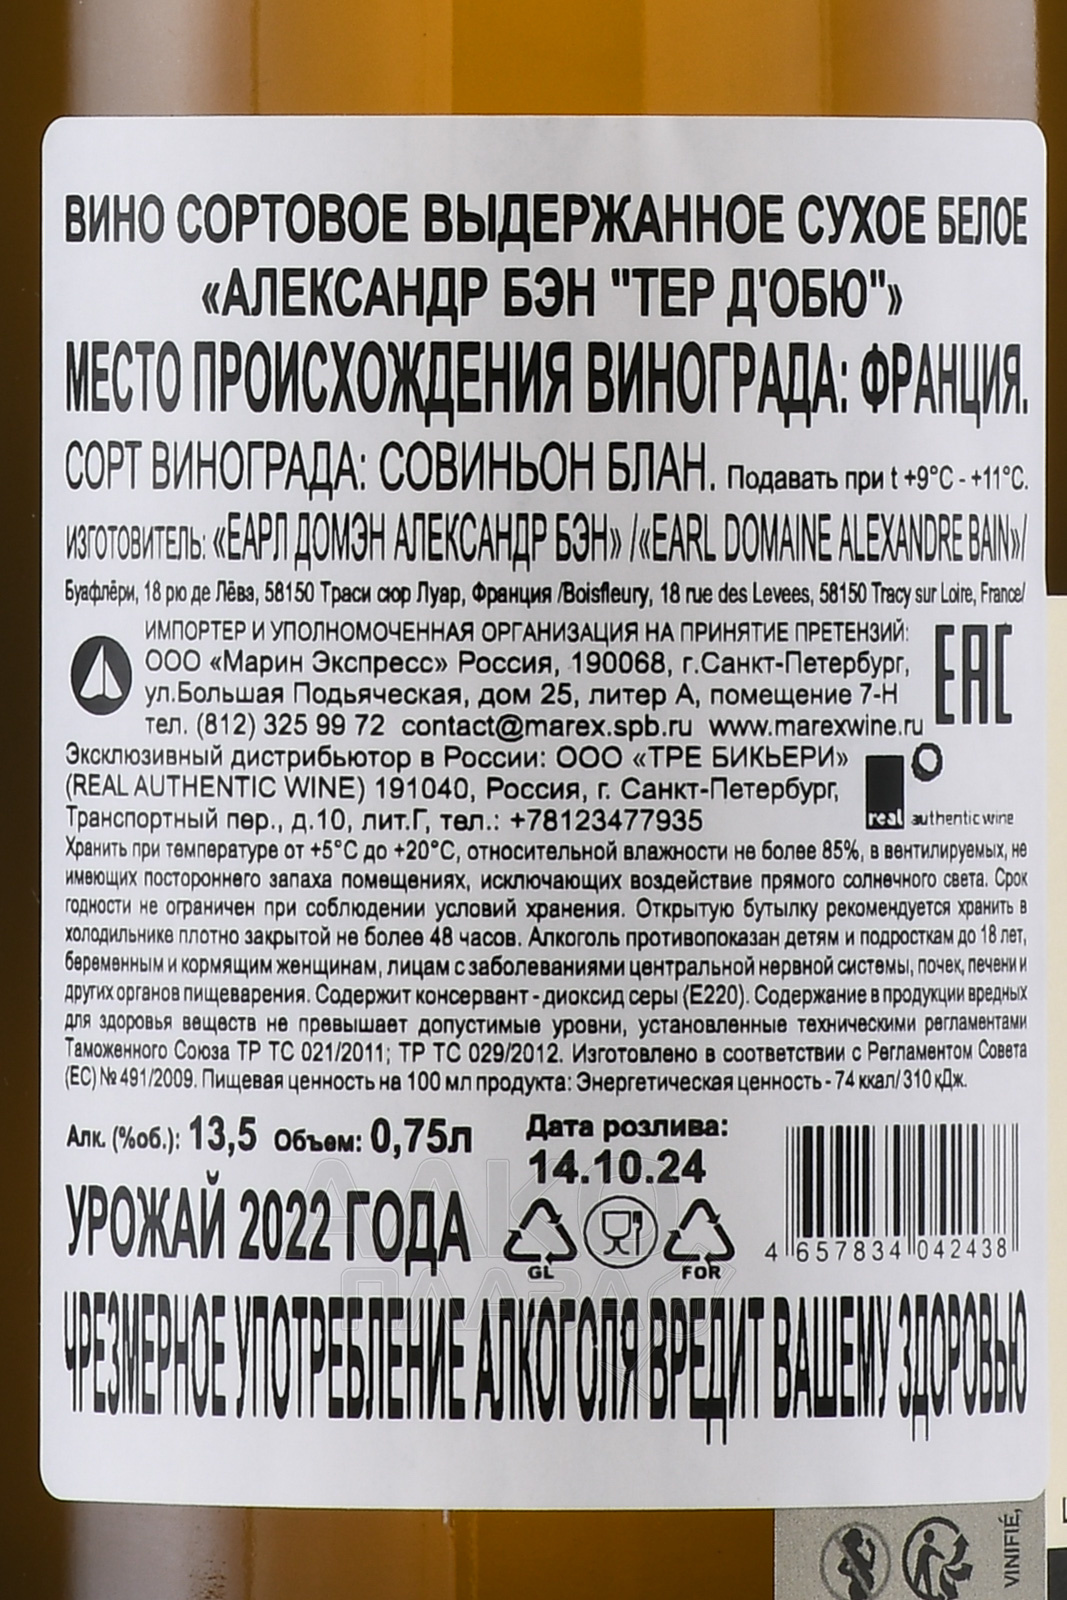 ВИНО СОРТОВОЕ ВЫДЕРЖАННОЕ СУХОЕ БЕЛОЕ
«АЛЕКСАНДР БЭН "ТЕР Д'ОБЮ"»
МЕСТО ПРОИСХОЖДЕНИЯ ВИНОГРАДА: ФРАНЦИЯ.
СОРТ ВИНОГРАДА: СОВИНЬОН БЛАН. Подавать при t +9°C - +11°C.
ИЗГОТОВИТЕЛЬ: «ЕАРЛ ДОМЭН АЛЕКСАНДР БЭН» /«EARL DOMAINE ALEXANDRE BAIN»/
Буафлёри, 18 рю де Лёвэ, 58150 Траси сюр Луар, Франция /Boisfleury, 18 rue des Levees, 58150 Tracy sur Loire, France/
ИМПОРТЕР И УПОЛНОМОЧЕННАЯ ОРГАНИЗАЦИЯ НА ПРИНЯТИЕ ПРЕТЕНЗИЙ:
ООО «Марин Экспресс» Россия, 190068, г.Санкт-Петербург,
ул.Большая Подьяческая, дом 25, литер А, помещение 7-Н
тел. (812) 325 99 72 contact@marex.spb.ru www.marexwine.ru
EAC
Эксклюзивный дистрибьютор в России: ООО «ТРЕ БИКЬЕРИ»
(REAL AUTHENTIC WINE) 191040, Россия, г. Санкт-Петербург,
Транспортный пер., д.10, лит.Г, тел.: +78123477935
real authentic wine
Хранить при температуре от +5°C до +20°C, относительной влажности не более 85%, в вентилируемых, не
имеющих постороннего запаха помещениях, исключающих воздействие прямого солнечного света. Срок
годности не ограничен при соблюдении условий хранения. Открытую бутылку рекомендуется хранить в
холодильнике плотно закрытой не более 48 часов. Алкоголь противопоказан детям и подросткам до 18 лет,
беременным и кормящим женщинам, лицам с заболеваниями центральной нервной системы, почек, печени и
других органов пищеварения. Содержит консервант - диоксид серы (Е220). Содержание в продукции вредных
для здоровья веществ не превышает допустимые уровни, установленные техническими регламентами
Таможенного Союза ТР ТС 021/2011; ТР ТС 029/2012. Изготовлено в соответствии с Регламентом Совета
(ЕС) № 491/2009. Пищевая ценность на 100 мл продукта: Энергетическая ценность - 74 ккал/ 310 кДж.
Алк. (%об.): 13,5 Объем: 0,75л
Дата розлива:
14.10.24
УРОЖАЙ 2022 ГОДА
GL
FOR
4 657834 042438
АЛКО
ПЛАЗА
ЧРЕЗМЕРНОЕ УПОТРЕБЛЕНИЕ АЛКОГОЛЯ ВРЕДИТ ВАШЕМУ ЗДОРОВЬЮ
VINIFIÉ,